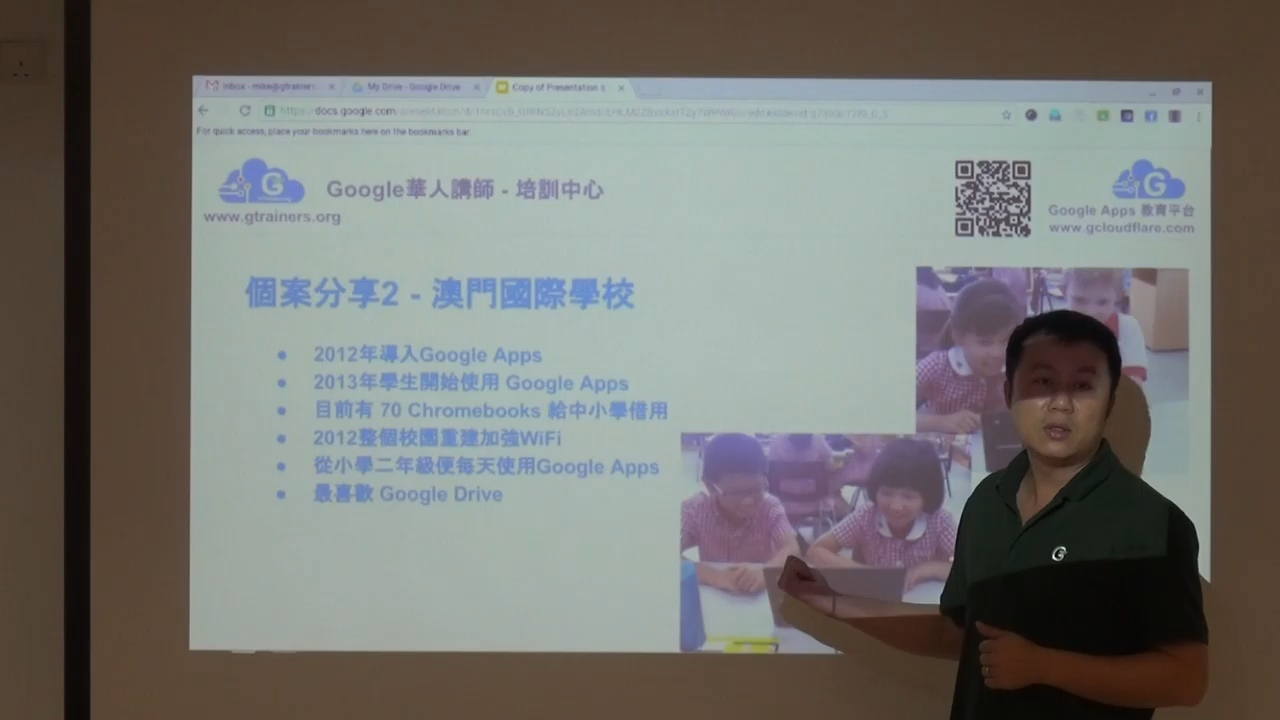 Inbox - mike@gtrainers
My Drive - Google Drive
Copy of Presentation
docs.google.com
For quick access, place your bookmarks here on the bookmarks bar
G
Google華人講師 - 培訓中心
www.gtrainers.org
G
Google Apps 教育平台
www.gcloudflare.com
個案分享2 - 澳門國際學校
2012年導入Google Apps
2013年學生開始使用 Google Apps
目前有 70 Chromebooks 給中小學借用
2012整個校園重建加強WiFi
從小學二年級便每天使用Google Apps
最喜歡 Google Drive
G